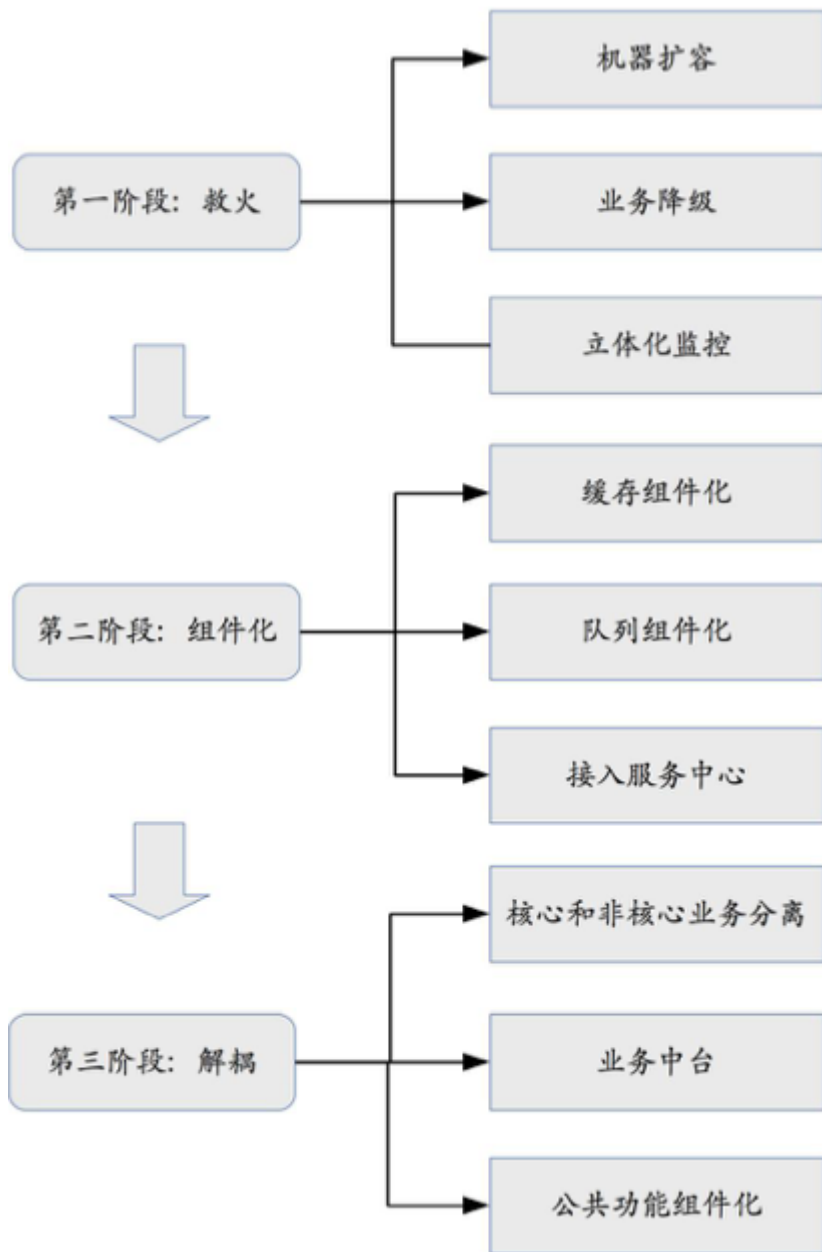 机器扩容
第一阶段：救火
业务降级
立体化监控
缓存组件化
第二阶段：组件化
队列组件化
接入服务中心
核心和非核心业务分离
第三阶段：解耦
业务中台
公共功能组件化